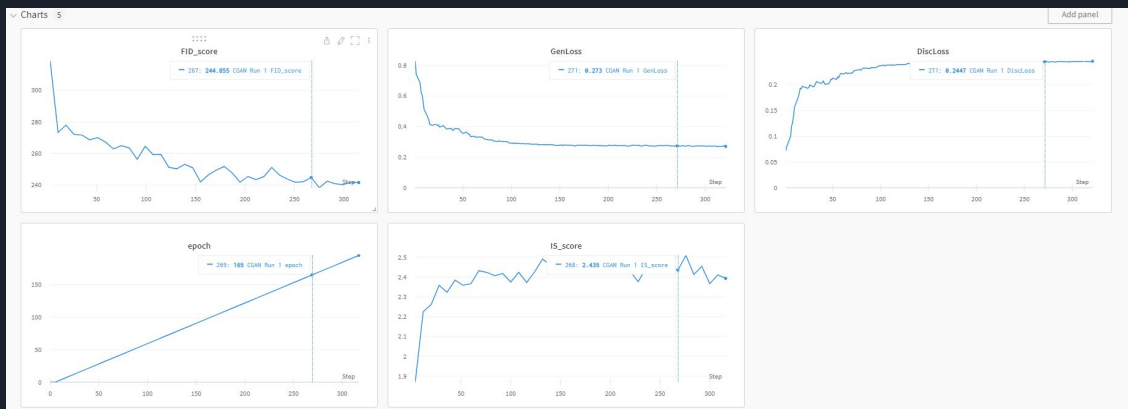 Charts 5
Add panel
FID_score
267: 244.855 CGAN Run 1 FID_score
300
280
260
240
Step
50 100 150 200 250 300
GenLoss
271: 0.273 CGAN Run 1 GenLoss
0.8
0.6
0.4
0.2
0
Step
50 100 150 200 250 300
DiscLoss
271: 0.2447 CGAN Run 1 DiscLoss
0.2
0.15
0.1
0.05
0
Step
50 100 150 200 250 300
epoch
269: 165 CGAN Run 1 epoch
150
100
50
0
Step
0 50 100 150 200 250 300
IS_score
268: 2.435 CGAN Run 1 IS_score
2.5
2.4
2.3
2.2
2.1
2
1.9
Step
50 100 150 200 250 300